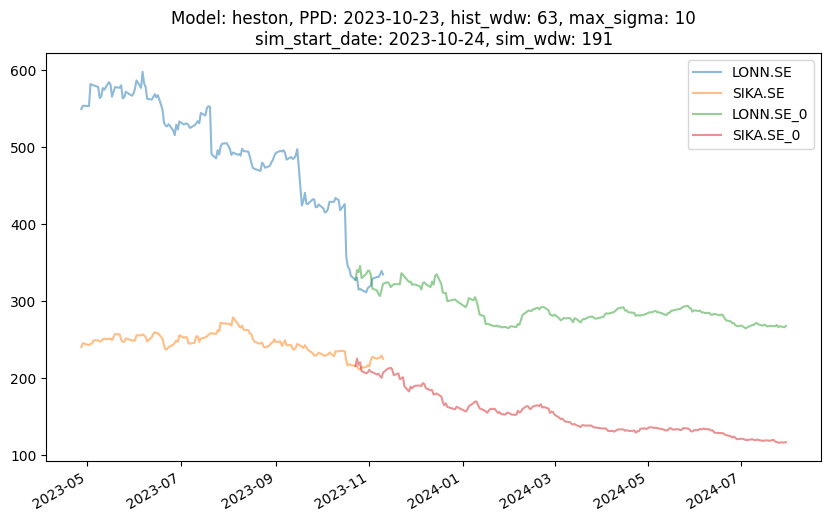 Model: heston, PPD: 2023-10-23, hist_wdw: 63, max_sigma: 10
sim_start_date: 2023-10-24, sim_wdw: 191
LONN.SE
SIKA.SE
LONN.SE_0
SIKA.SE_0
600
500
400
300
200
100
2023-05
2023-07
2023-09
2023-11
2024-01
2024-03
2024-05
2024-07